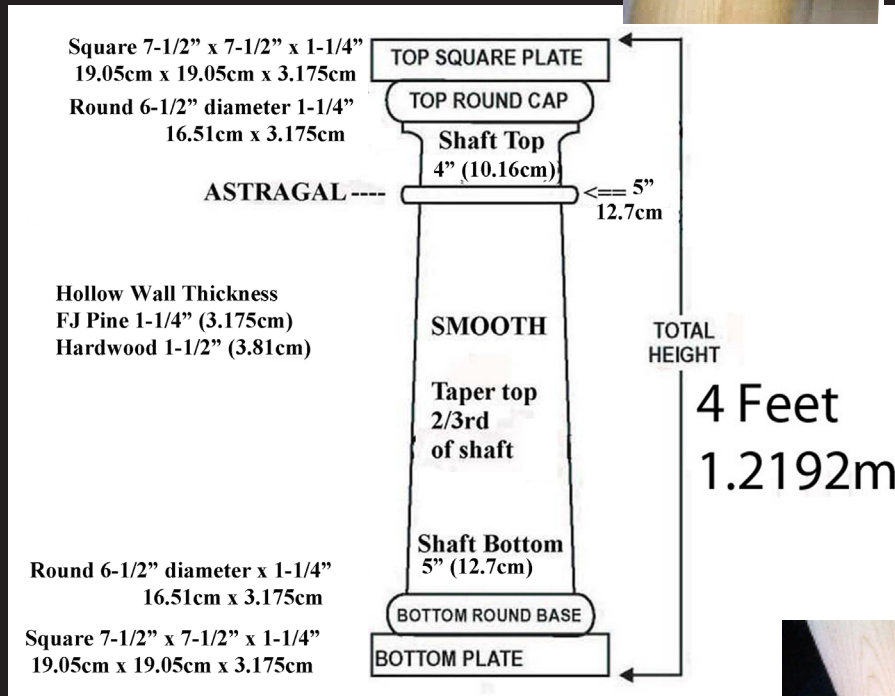 Square 7-1/2” x 7-1/2” x 1-1/4”
19.05cm x 19.05cm x 3.175cm
TOP SQUARE PLATE
Round 6-1/2” diameter 1-1/4”
16.51cm x 3.175cm
TOP ROUND CAP
Shaft Top
4” (10.16cm)
ASTRAGAL ----
<== 5”
12.7cm
Hollow Wall Thickness
FJ Pine 1-1/4” (3.175cm)
Hardwood 1-1/2” (3.81cm)
SMOOTH
Taper top
2/3rd
of shaft
TOTAL
HEIGHT
4 Feet
1.2192m
Shaft Bottom
5” (12.7cm)
Round 6-1/2” diameter x 1-1/4”
16.51cm x 3.175cm
BOTTOM ROUND BASE
Square 7-1/2” x 7-1/2” x 1-1/4”
19.05cm x 19.05cm x 3.175cm
BOTTOM PLATE